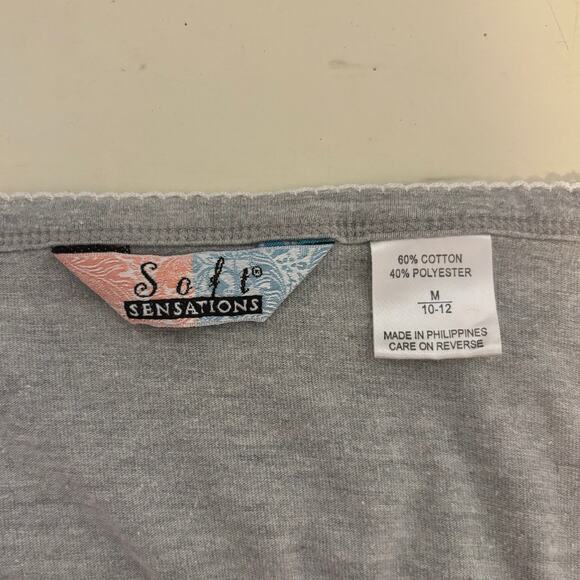 Soft®
SENSATIONS
60% COTTON
40% POLYESTER
M
10-12
MADE IN PHILIPPINES
CARE ON REVERSE